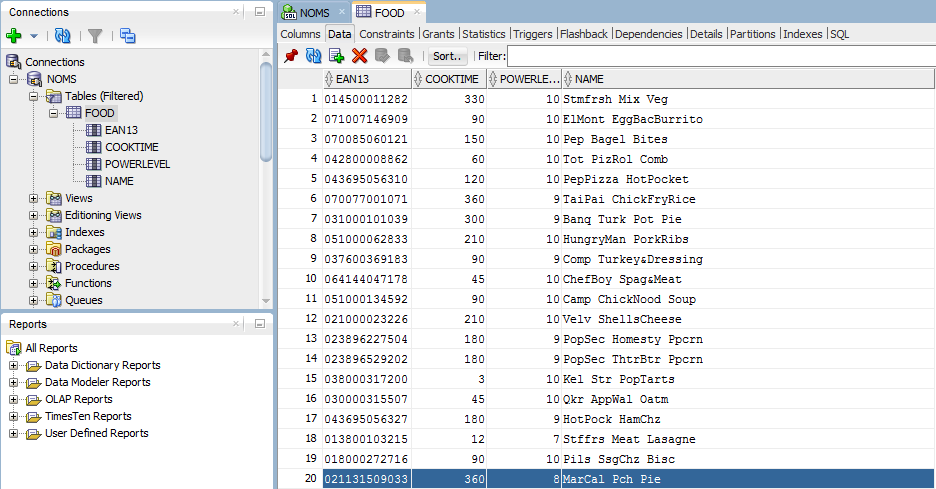 Connections
Connections
NOMS
Tables (Filtered)
FOOD
EAN13
COOKTIME
POWERLEVEL
NAME
Views
Editioning Views
Indexes
Packages
Procedures
Functions
Queues
Reports
All Reports
Data Dictionary Reports
Data Modeler Reports
OLAP Reports
TimesTen Reports
User Defined Reports
SQL NOMS FOOD
Columns Data Constraints Grants Statistics Triggers Flashback Dependencies Details Partitions Indexes SQL
Sort.. Filter:
EAN13 COOKTIME POWERLE... NAME
1 014500011282 330 10 Stmfrsh Mix Veg
2 071007146909 90 10 ElMont EggBacBurrito
3 070085060121 150 10 Pep Bagel Bites
4 042800008862 60 10 Tot PizRol Comb
5 043695056310 120 10 PepPizza HotPocket
6 070077001071 360 9 TaiPai ChickFryRice
7 031000101039 300 9 Banq Turk Pot Pie
8 051000062833 210 10 HungryMan PorkRibs
9 037600369183 90 9 Comp Turkey&Dressing
10 064144047178 45 10 ChefBoy Spag&Meat
11 051000134592 90 10 Camp ChickNood Soup
12 021000023226 210 10 Velv ShellsCheese
13 023896227504 180 9 PopSec Homesty Ppcrn
14 023896529202 180 9 PopSec ThtrBtr Ppcrn
15 038000317200 3 10 Kel Str PopTarts
16 030000315507 45 10 Qkr AppWal Oatm
17 043695056327 180 9 HotPock HamChz
18 013800103215 12 7 Stffrs Meat Lasagne
19 018000272716 90 10 Pils SsgChz Bisc
20 021131509033 360 8 MarCal Pch Pie